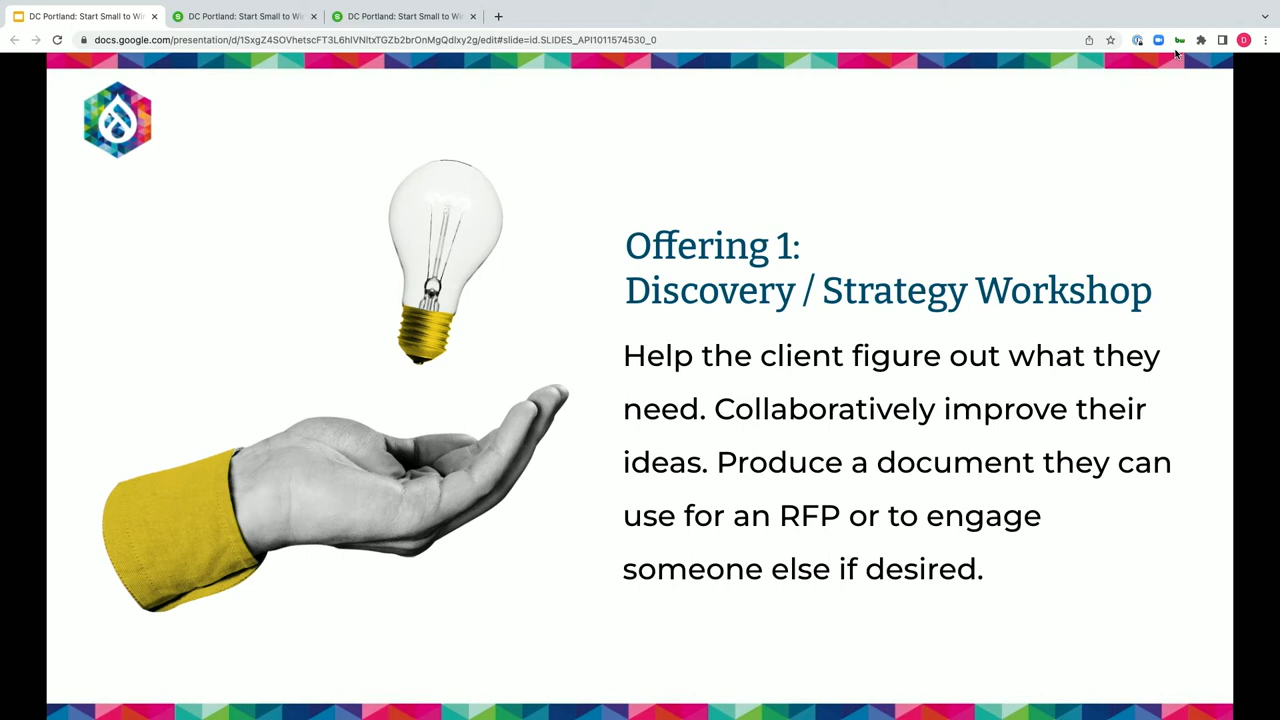 DC Portland: Start Small to Wi
DC Portland: Start Small to Wi
DC Portland: Start Small to Wi
docs.google.com/presentation/d/1SxgZ4SOVhetscFT3L6hIVNltxTGZb2brOnMgQdlxy2g/edit#slide=id.SLIDES_API1011574530_0
D
Offering 1:
Discovery / Strategy Workshop
Help the client figure out what they
need. Collaboratively improve their
ideas. Produce a document they can
use for an RFP or to engage
someone else if desired.